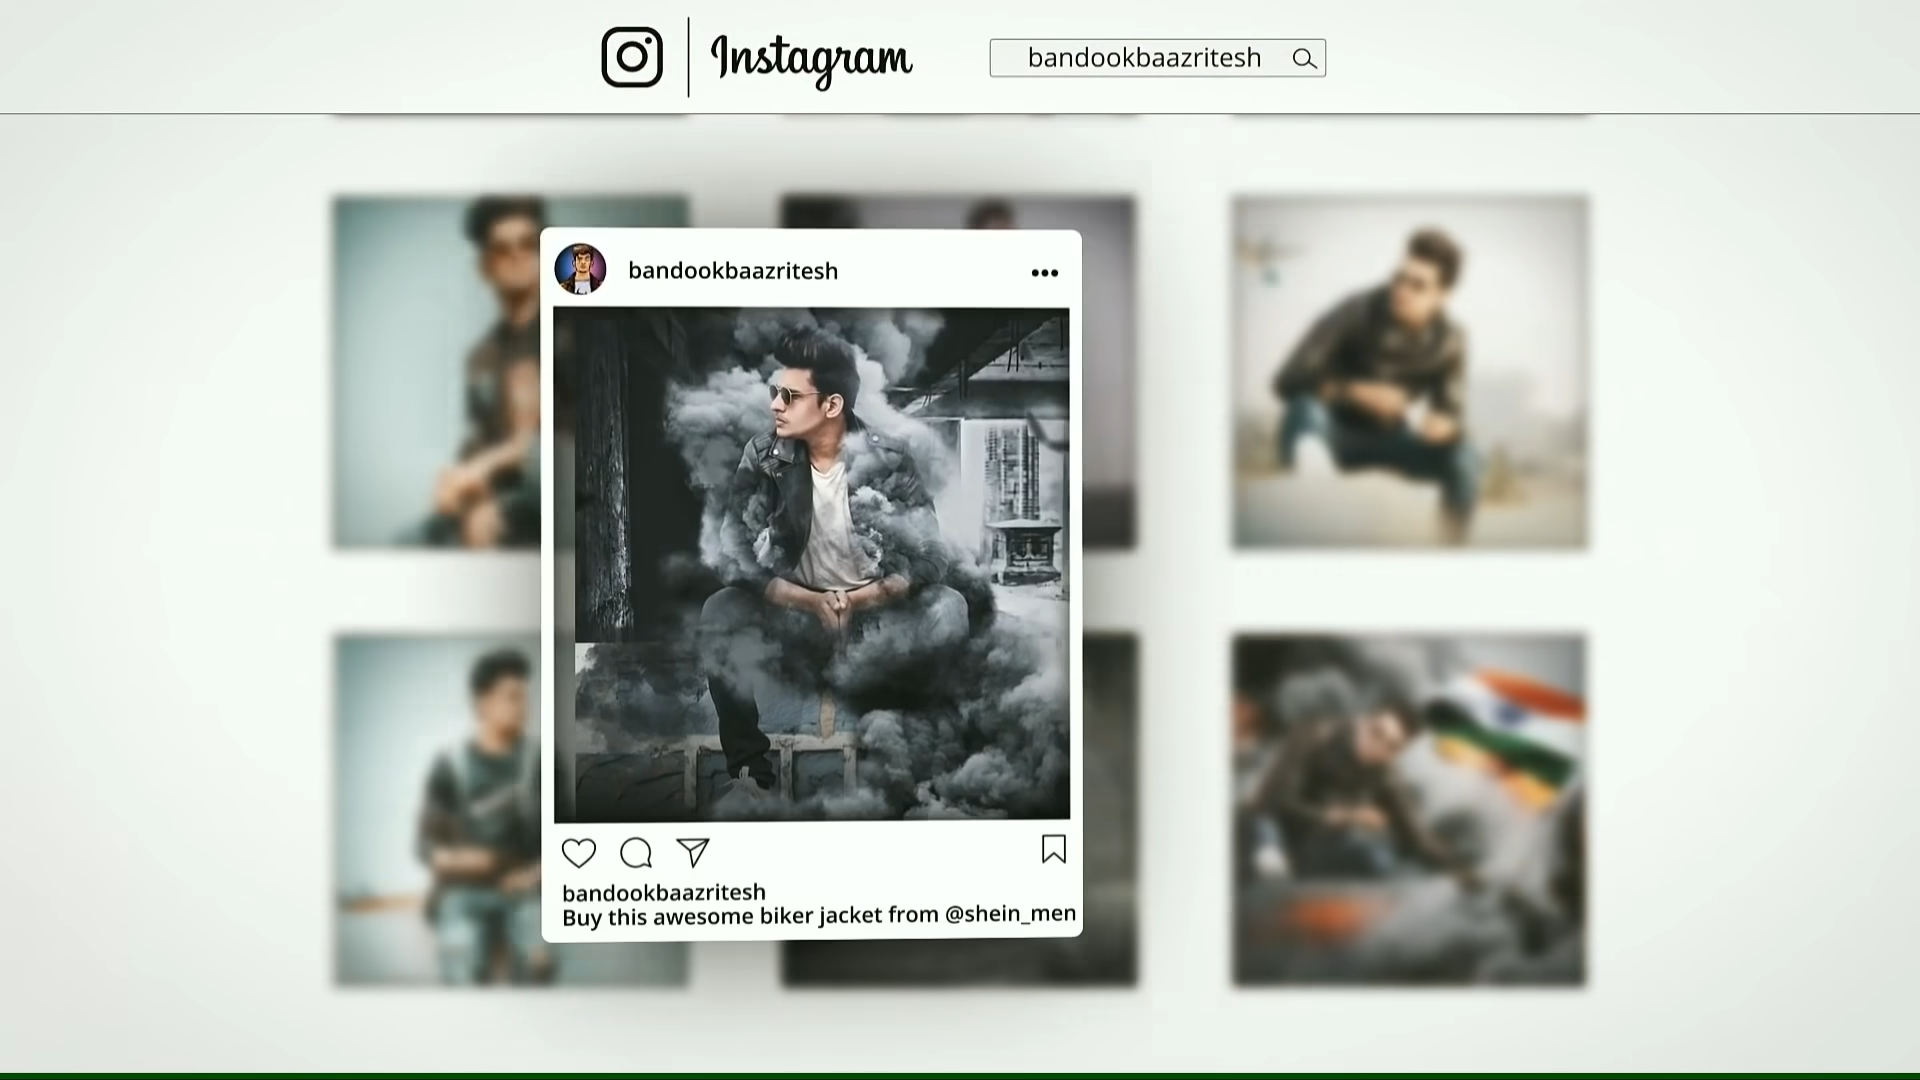 Instagram
bandookbaazritesh
bandookbaazritesh
bandookbaazritesh
Buy this awesome biker jacket from @shein_men